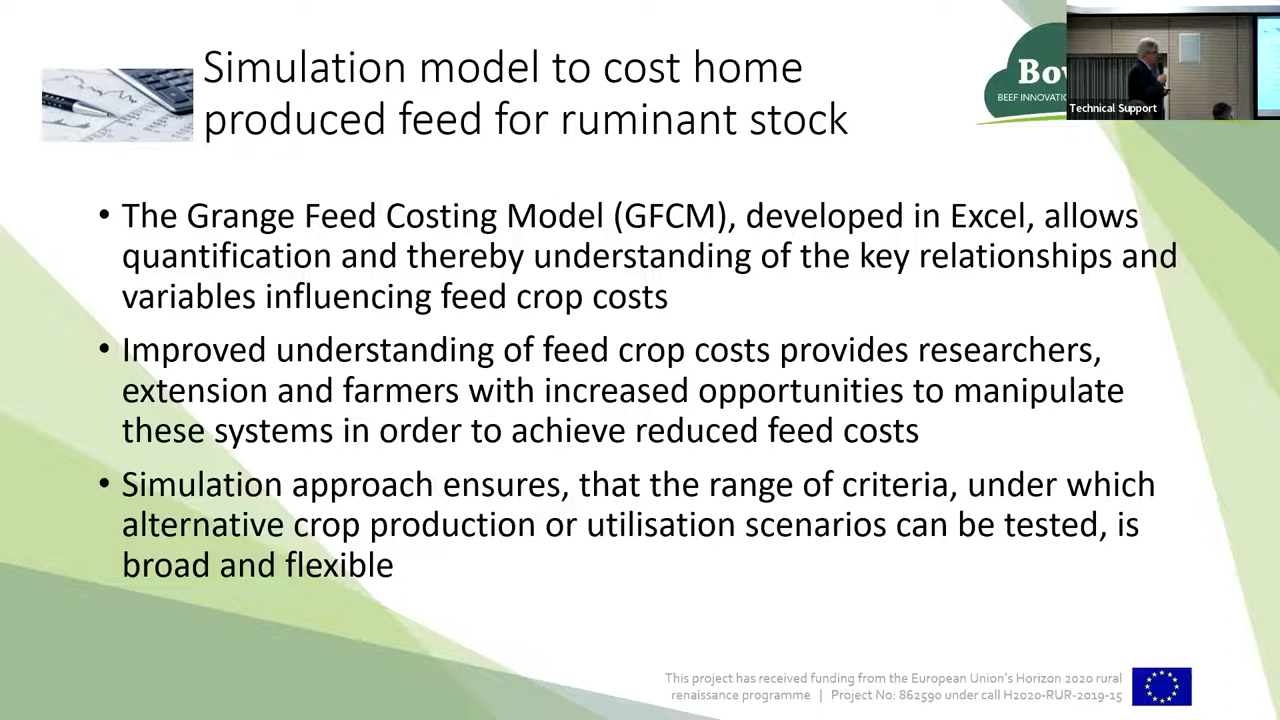 Simulation model to cost home
produced feed for ruminant stock
BEEF INNOVATIO
Technical Support
• The Grange Feed Costing Model (GFCM), developed in Excel, allows
quantification and thereby understanding of the key relationships and
variables influencing feed crop costs
• Improved understanding of feed crop costs provides researchers,
extension and farmers with increased opportunities to manipulate
these systems in order to achieve reduced feed costs
• Simulation approach ensures, that the range of criteria, under which
alternative crop production or utilisation scenarios can be tested, is
broad and flexible
This project has received funding from the European Union's Horizon 2020 rural
renaissance programme | Project No: 862590 under call H2020-RUR-2019-15